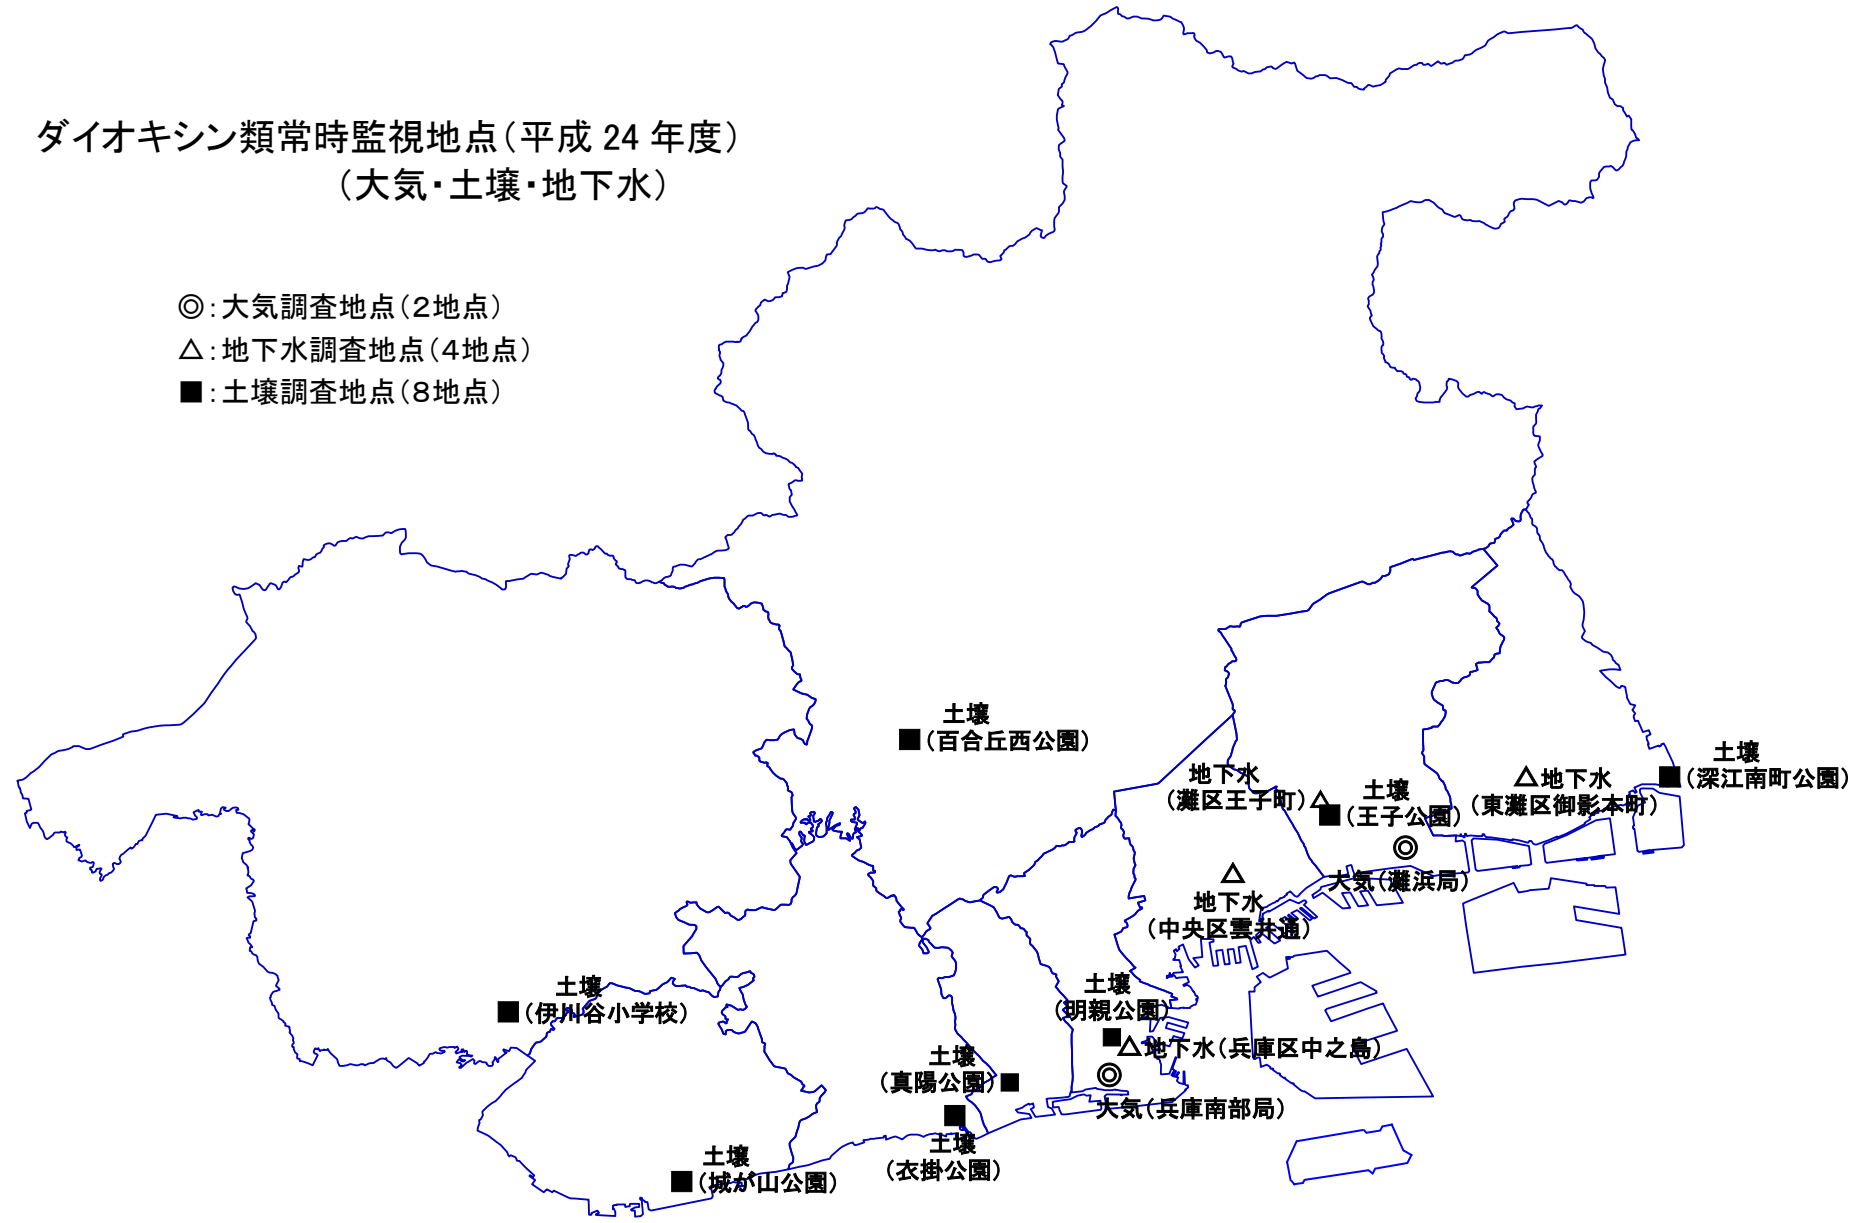 ダイオキシン類常時監視地点(平成 24 年度)
(大気・土壌・地下水)
◎:大気調査地点(2地点)
△:地下水調査地点(4地点)
■:土壌調査地点(8地点)
土壌
(百合丘西公園)
土壌
(深江南町公園)
地下水
(灘区王子町)
土壌
(王子公園)
地下水
(東灘区御影本町)
大気(灘浜局)
地下水
(中央区雲井通)
土壌
(伊川谷小学校)
土壌
(明親公園)
地下水(兵庫区中之島)
土壌
(真陽公園)
大気(兵庫南部局)
土壌
(衣掛公園)
土壌
(城が山公園)